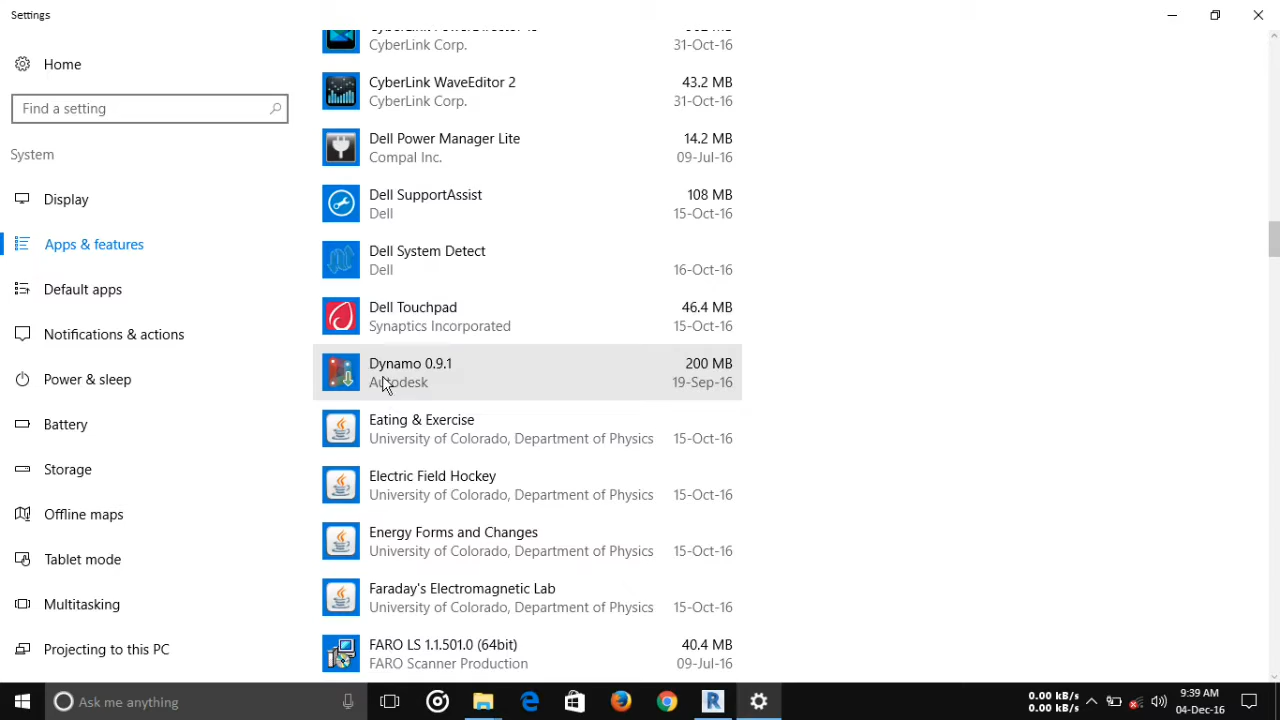 Settings
Home
Find a setting
System
Display
Apps & features
Default apps
Notifications & actions
Power & sleep
Battery
Storage
Offline maps
Tablet mode
Multitasking
Projecting to this PC
CyberLink Corp. 31-Oct-16
CyberLink WaveEditor 2 43.2 MB
CyberLink Corp. 31-Oct-16
Dell Power Manager Lite 14.2 MB
Compal Inc. 09-Jul-16
Dell SupportAssist 108 MB
Dell 15-Oct-16
Dell System Detect
Dell 16-Oct-16
Dell Touchpad 46.4 MB
Synaptics Incorporated 15-Oct-16
Dynamo 0.9.1 200 MB
Autodesk 19-Sep-16
Eating & Exercise
University of Colorado, Department of Physics 15-Oct-16
Electric Field Hockey
University of Colorado, Department of Physics 15-Oct-16
Energy Forms and Changes
University of Colorado, Department of Physics 15-Oct-16
Faraday's Electromagnetic Lab
University of Colorado, Department of Physics 15-Oct-16
FARO LS 1.1.501.0 (64bit) 40.4 MB
FARO Scanner Production 09-Jul-16
Ask me anything
R
0.00 kB/s
0.00 kB/s
9:39 AM
04-Dec-16